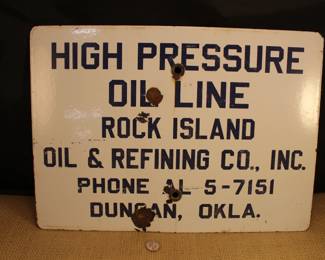 HIGH PRESSURE
OIL LINE
ROCK ISLAND
OIL & REFINING CO., INC.
PHONE AL 5-7151
DUNCAN, OKLA.